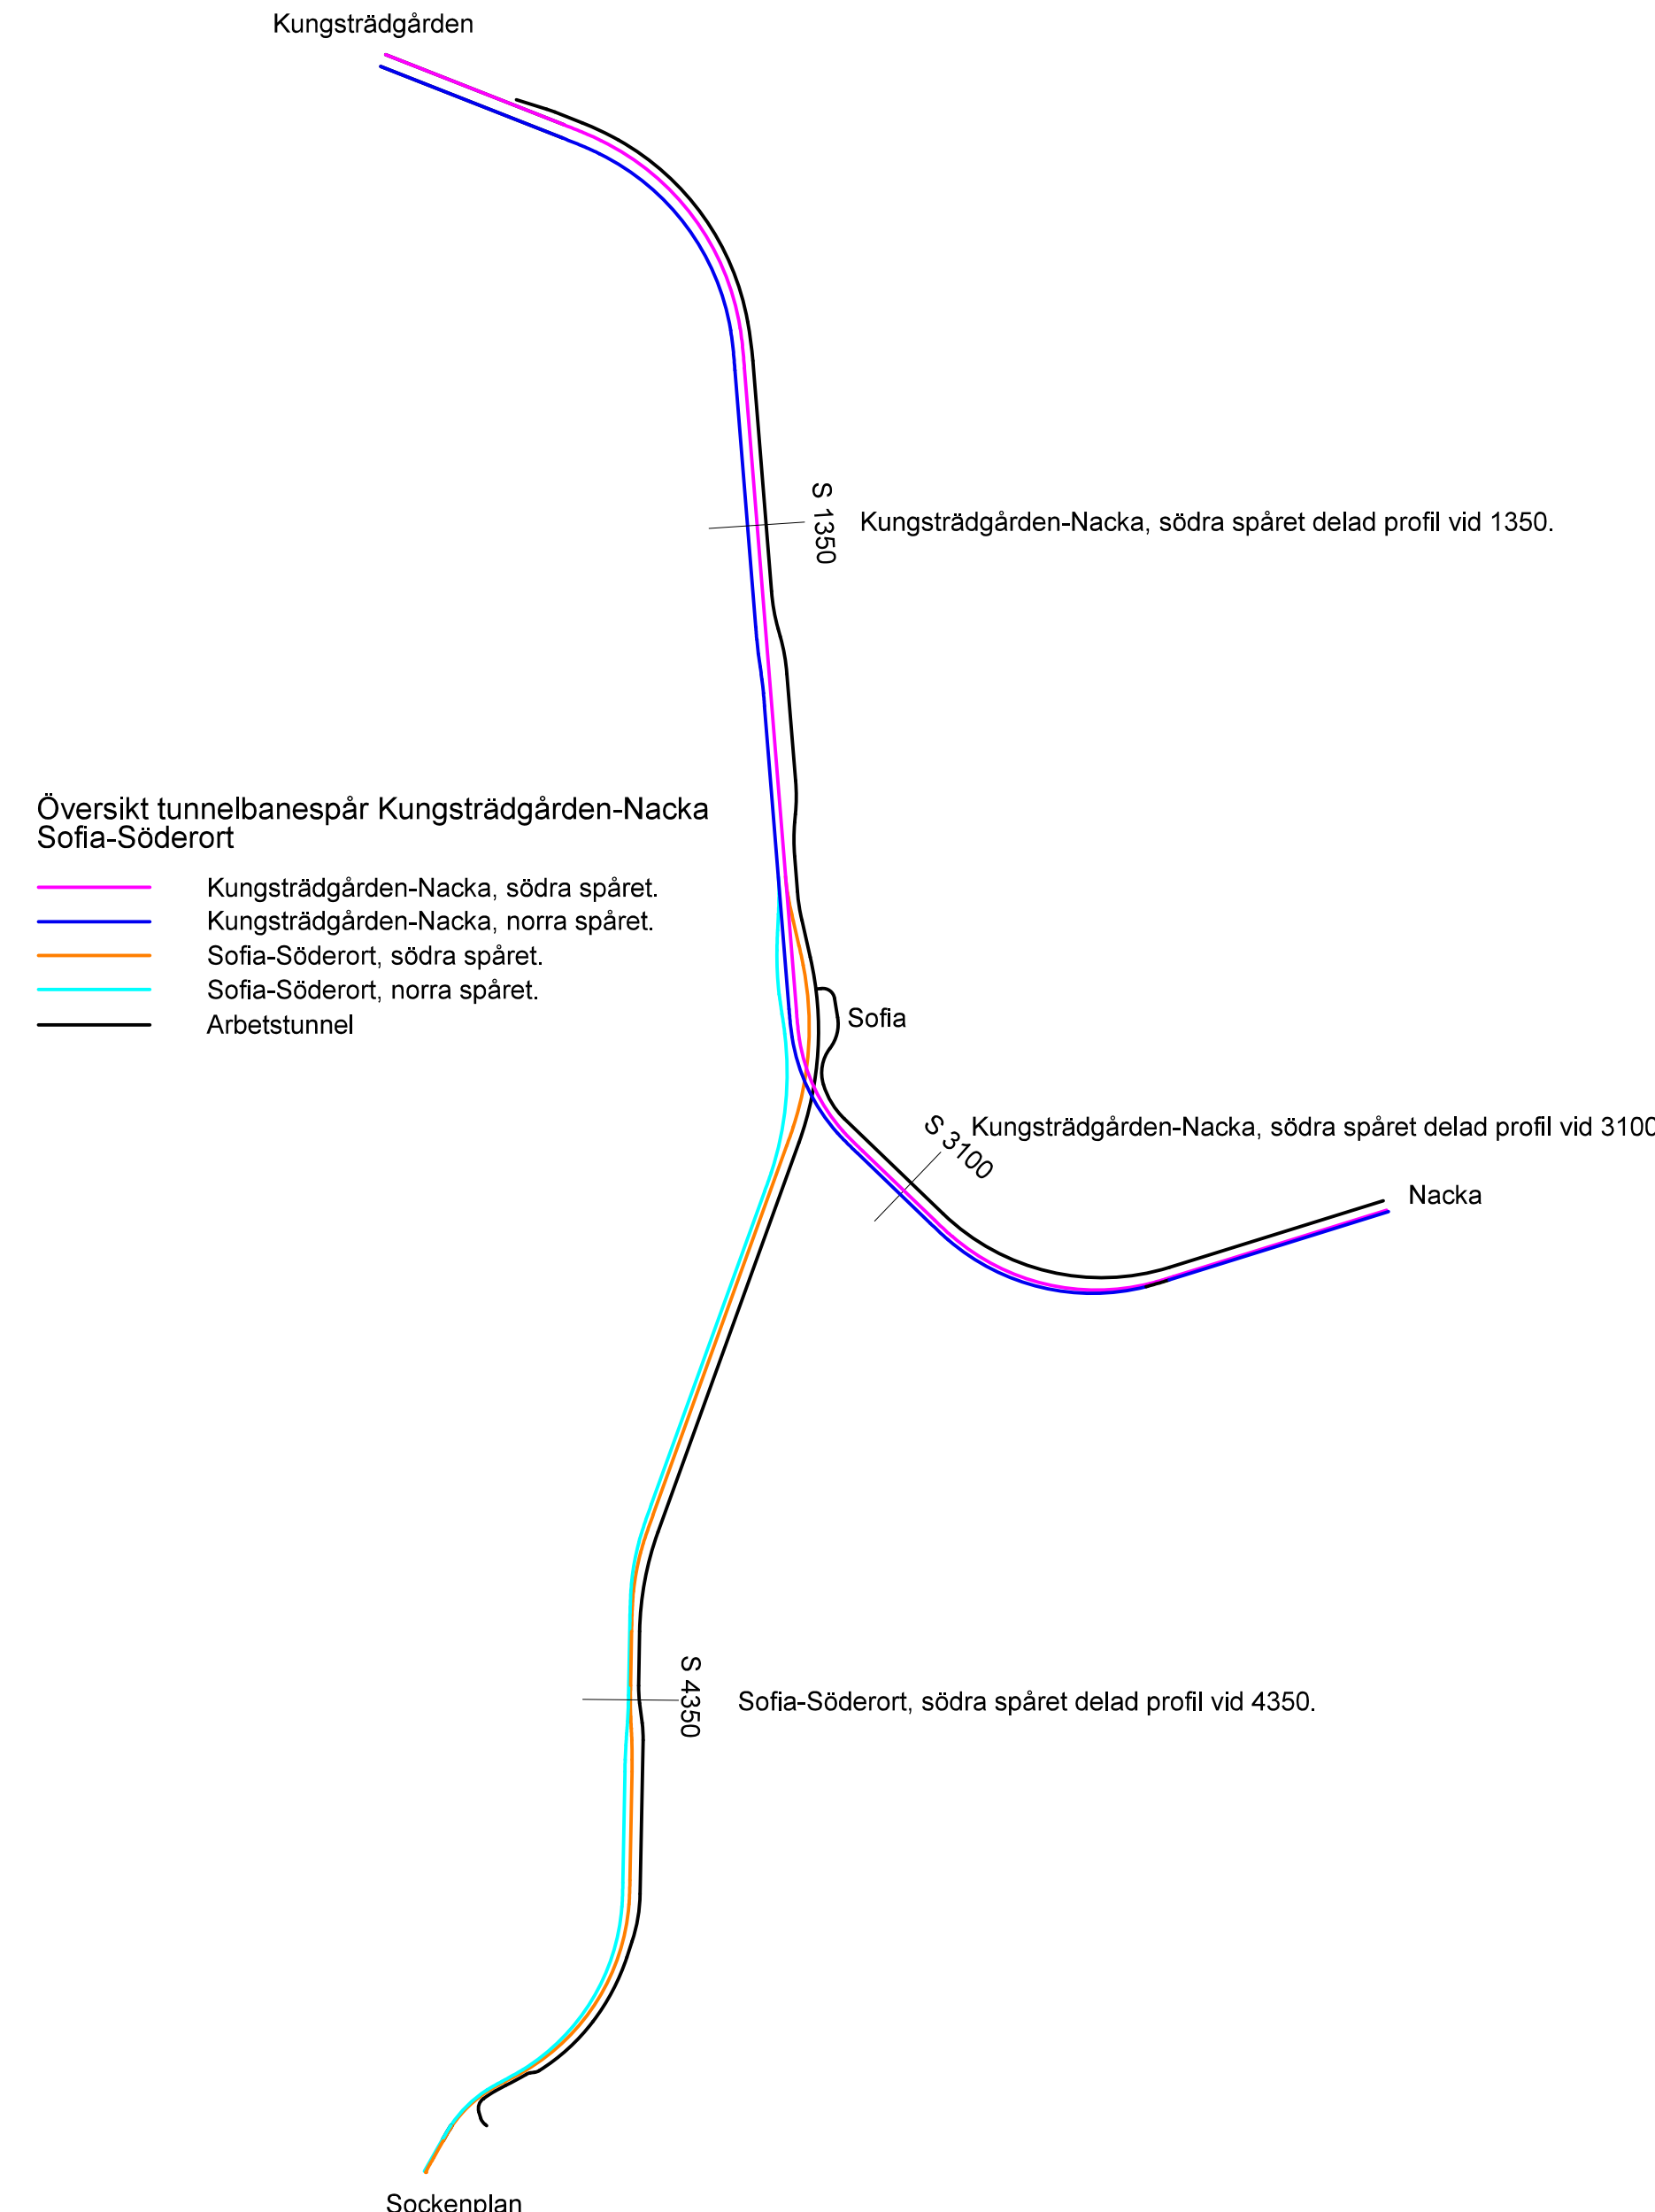 Kungsträdgården
S 1350
Kungsträdgården-Nacka, södra spåret delad profil vid 1350.
Översikt tunnelbanespår Kungsträdgården-Nacka
Sofia-Söderort
Kungsträdgården-Nacka, södra spåret.
Kungsträdgården-Nacka, norra spåret.
Sofia-Söderort, södra spåret.
Sofia-Söderort, norra spåret.
Arbetstunnel
Sofia
S 3100
Kungsträdgården-Nacka, södra spåret delad profil vid 3100
Nacka
S 4350
Sofia-Söderort, södra spåret delad profil vid 4350.
Sockenplan